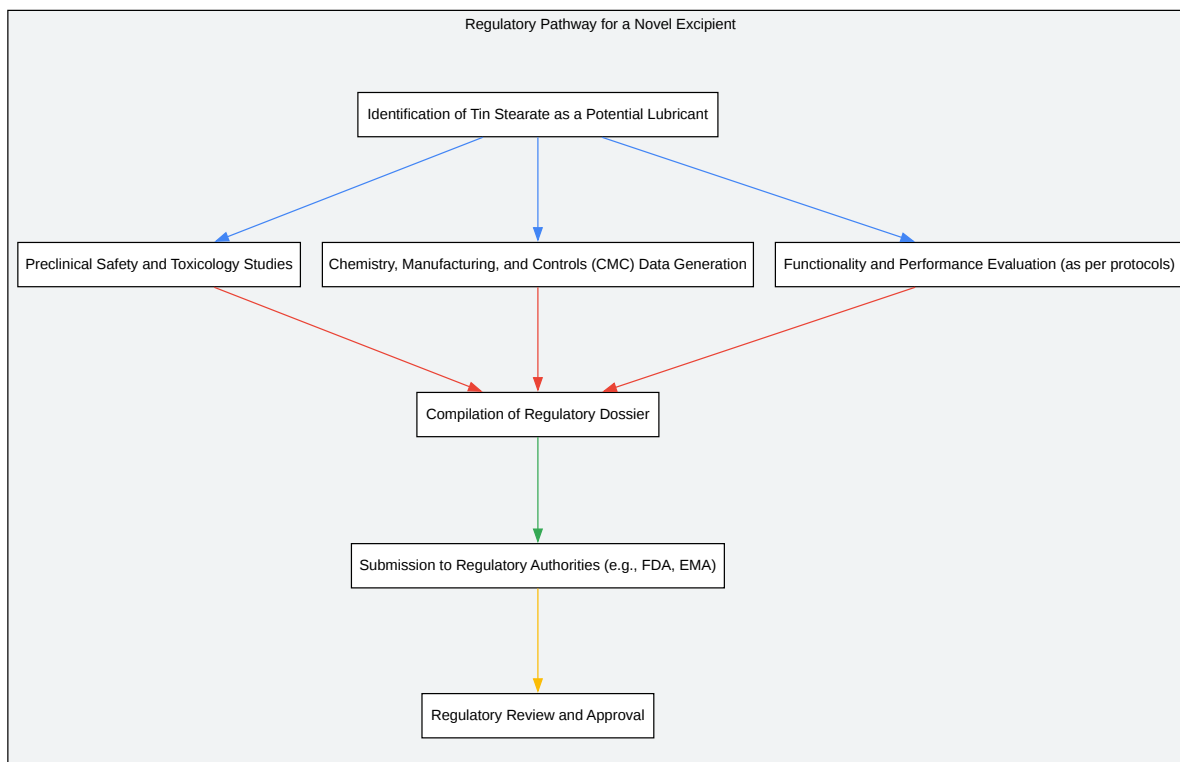 Regulatory Pathway for a Novel Excipient
Identification of Tin Stearate as a Potential Lubricant
Preclinical Safety and Toxicology Studies
Chemistry, Manufacturing, and Controls (CMC) Data Generation
Functionality and Performance Evaluation (as per protocols)
Compilation of Regulatory Dossier
Submission to Regulatory Authorities (e.g., FDA, EMA)
Regulatory Review and Approval